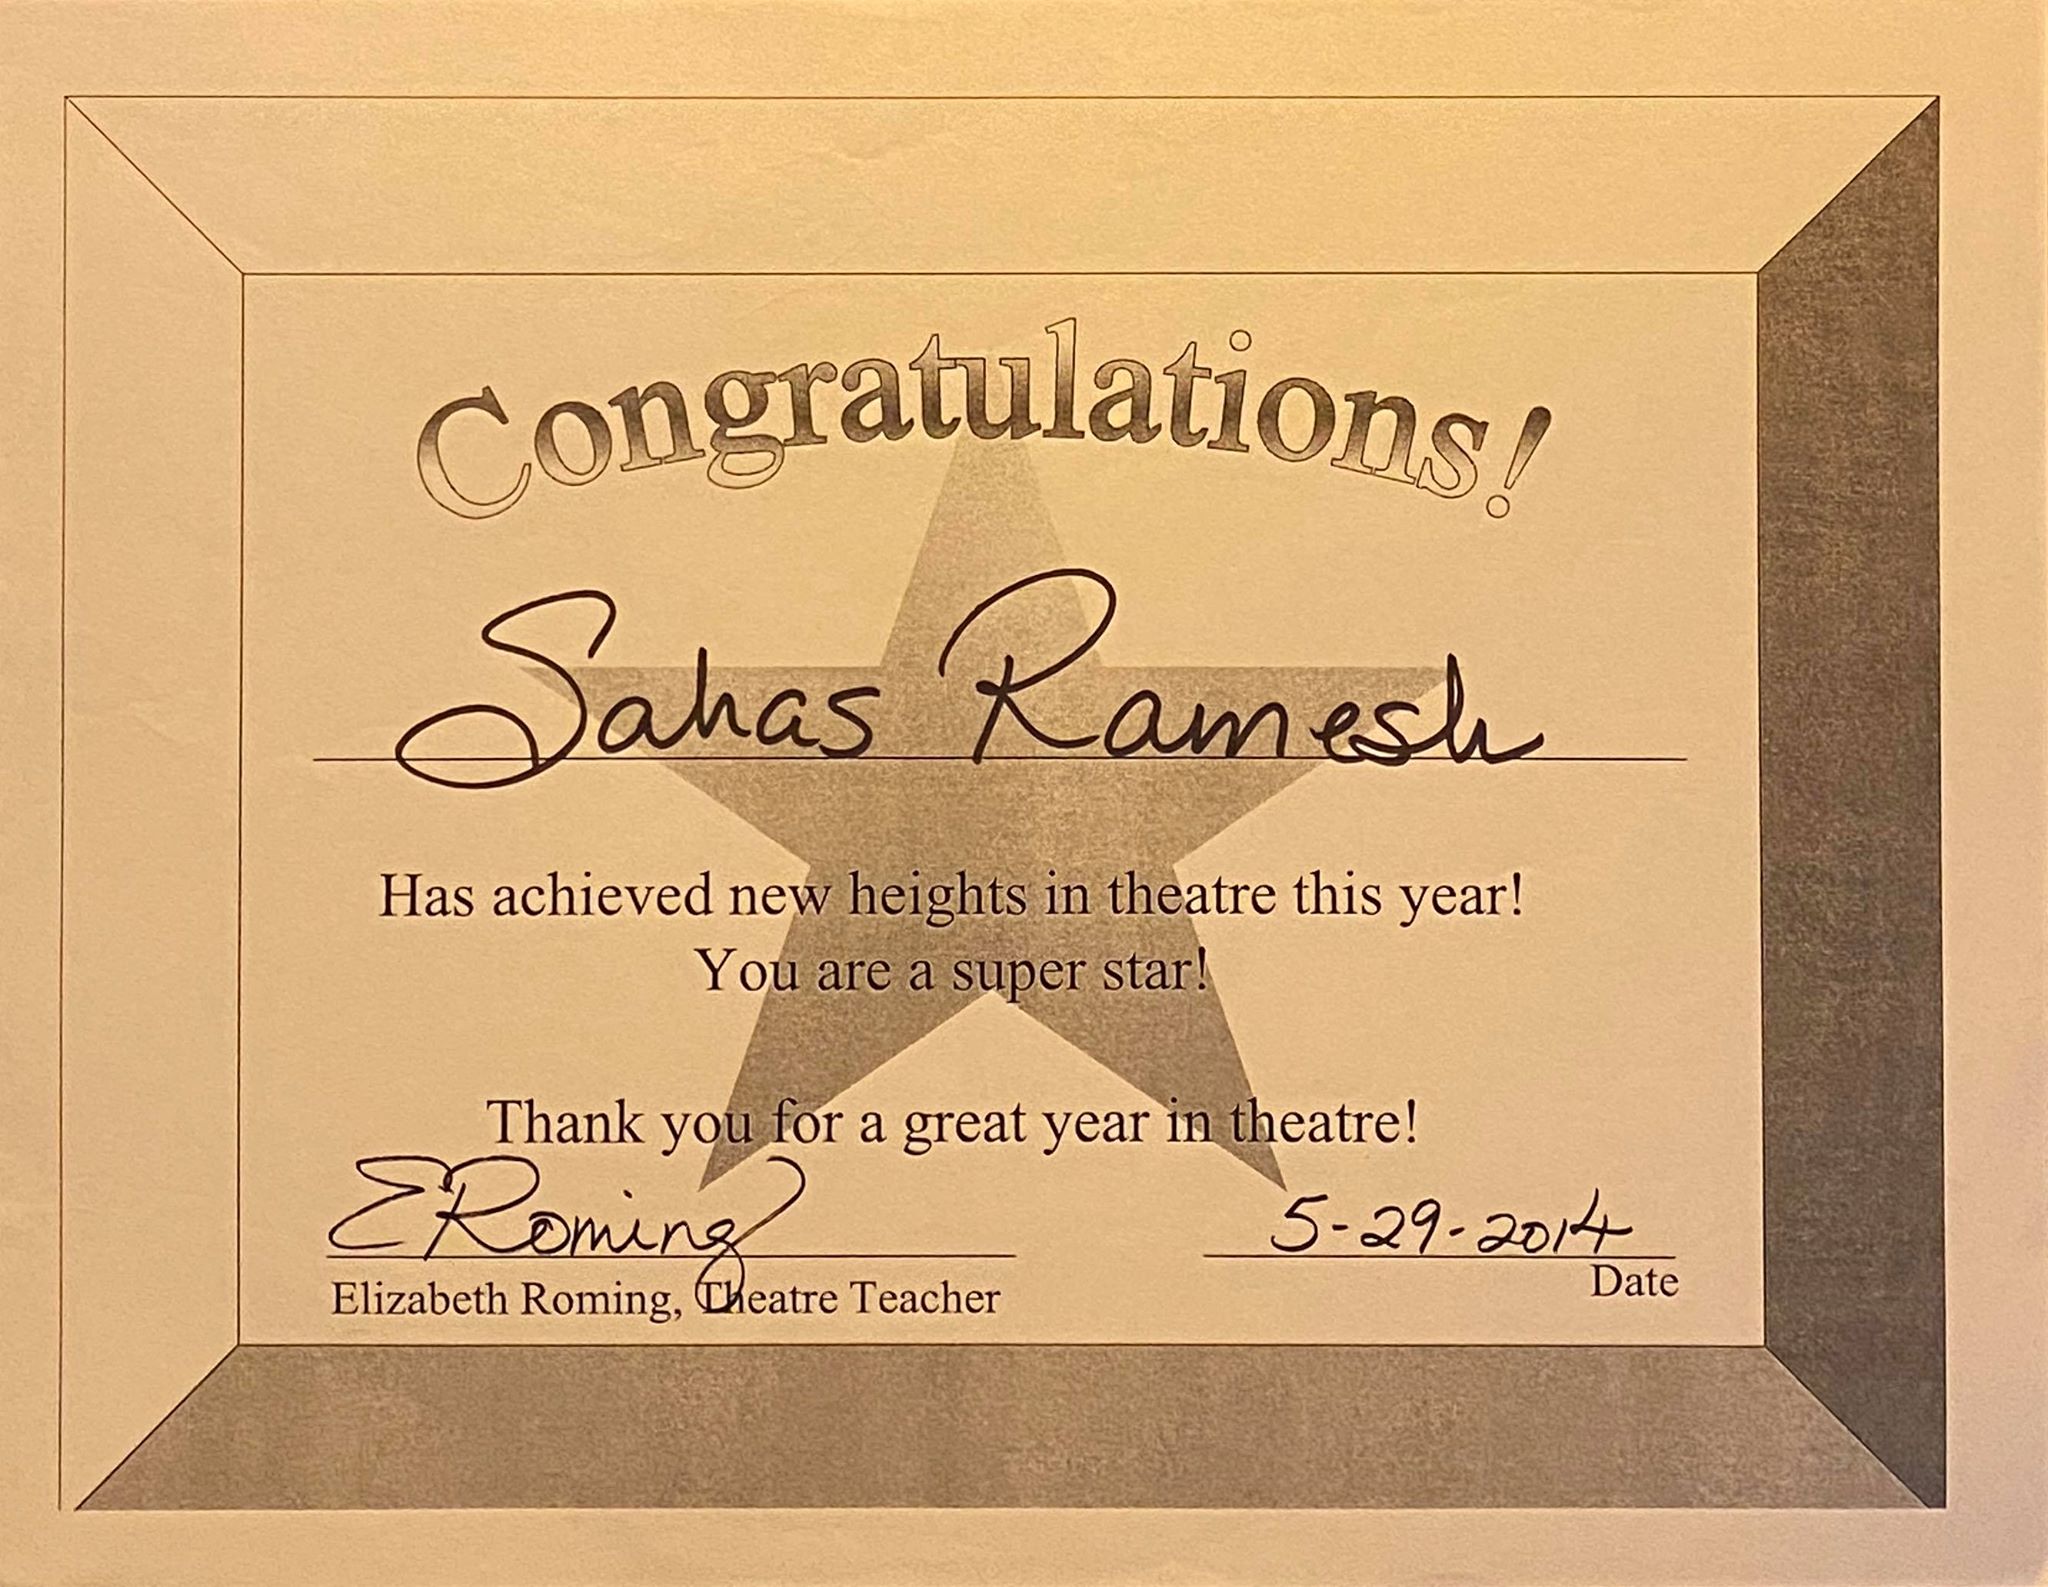 Congratulations!
Sahas Ramesh
Has achieved new heights in theatre this year!
You are a super star!
Thank you for a great year in theatre!
ERoming 5-29-2014
Elizabeth Roming, Theatre Teacher Date